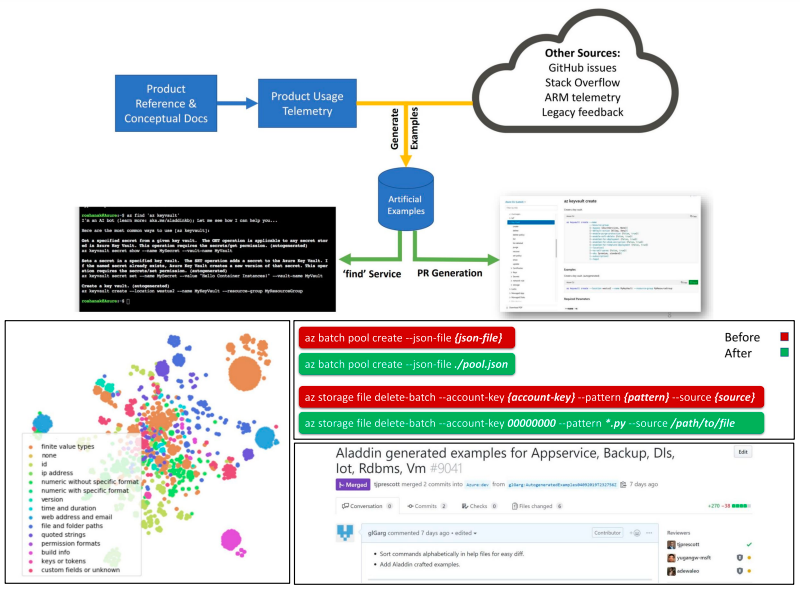 Other Sources:
GitHub issues
Stack Overflow
ARM telemetry
Legacy feedback
Product
Reference &
Conceptual Docs
Product Usage
Telemetry
Generate
Examples
Artificial
Examples
'find' Service
PR Generation
$ az find 'az keyvault'
I'm an AI bot (learn more: aka.ms/aladdinkb); Let me see how I can help you...
Here are the most common ways to use [az keyvault]:
Get a specified secret from a given key vault. The GET operation is applicable to any secret stor
ed in Azure Key Vault. This operation requires the secrets/get permission. (autogenerated)
az keyvault secret show --name MySecret --vault-name MyVault
Sets a secret in a specified key vault. The SET operation adds a secret to the Azure Key Vault. I
f the named secret already exists, Azure Key Vault creates a new version of that secret. This oper
ation requires the secrets/set permission. (autogenerated)
az keyvault secret set --name MySecret --value "Hello Container Instances!" --vault-name MyVault
Create a key vault. (autogenerated)
az keyvault create --location westus2 --name MyKeyVault --resource-group MyResourceGroup
az keyvault create
Examples
finite value types
none
id
ip address
numeric without specific format
numeric with specific format
version
time and duration
web address and email
file and folder paths
quoted strings
permission formats
build info
keys or tokens
custom fields or unknown
az batch pool create --json-file {json-file}
az batch pool create --json-file ./pool.json
Before
After
az storage file delete-batch --account-key {account-key} --pattern {pattern} --source {source}
az storage file delete-batch --account-key 00000000 --pattern *.py --source /path/to/file
Aladdin generated examples for Appservice, Backup, Dls,
Iot, Rdbms, Vm #9041
Edit
Merged tjprescott merged 2 commits into Azure:dev from 7 days ago
Conversation 0 Commits 2 Checks 0 Files changed 6
+270 −58
glGarg commented 7 days ago • edited
Contributor
• Sort commands alphabetically in help files for easy diff.
• Add Aladdin crafted examples.
Reviewers
tjprescott
yugangw-msft
adewaleo